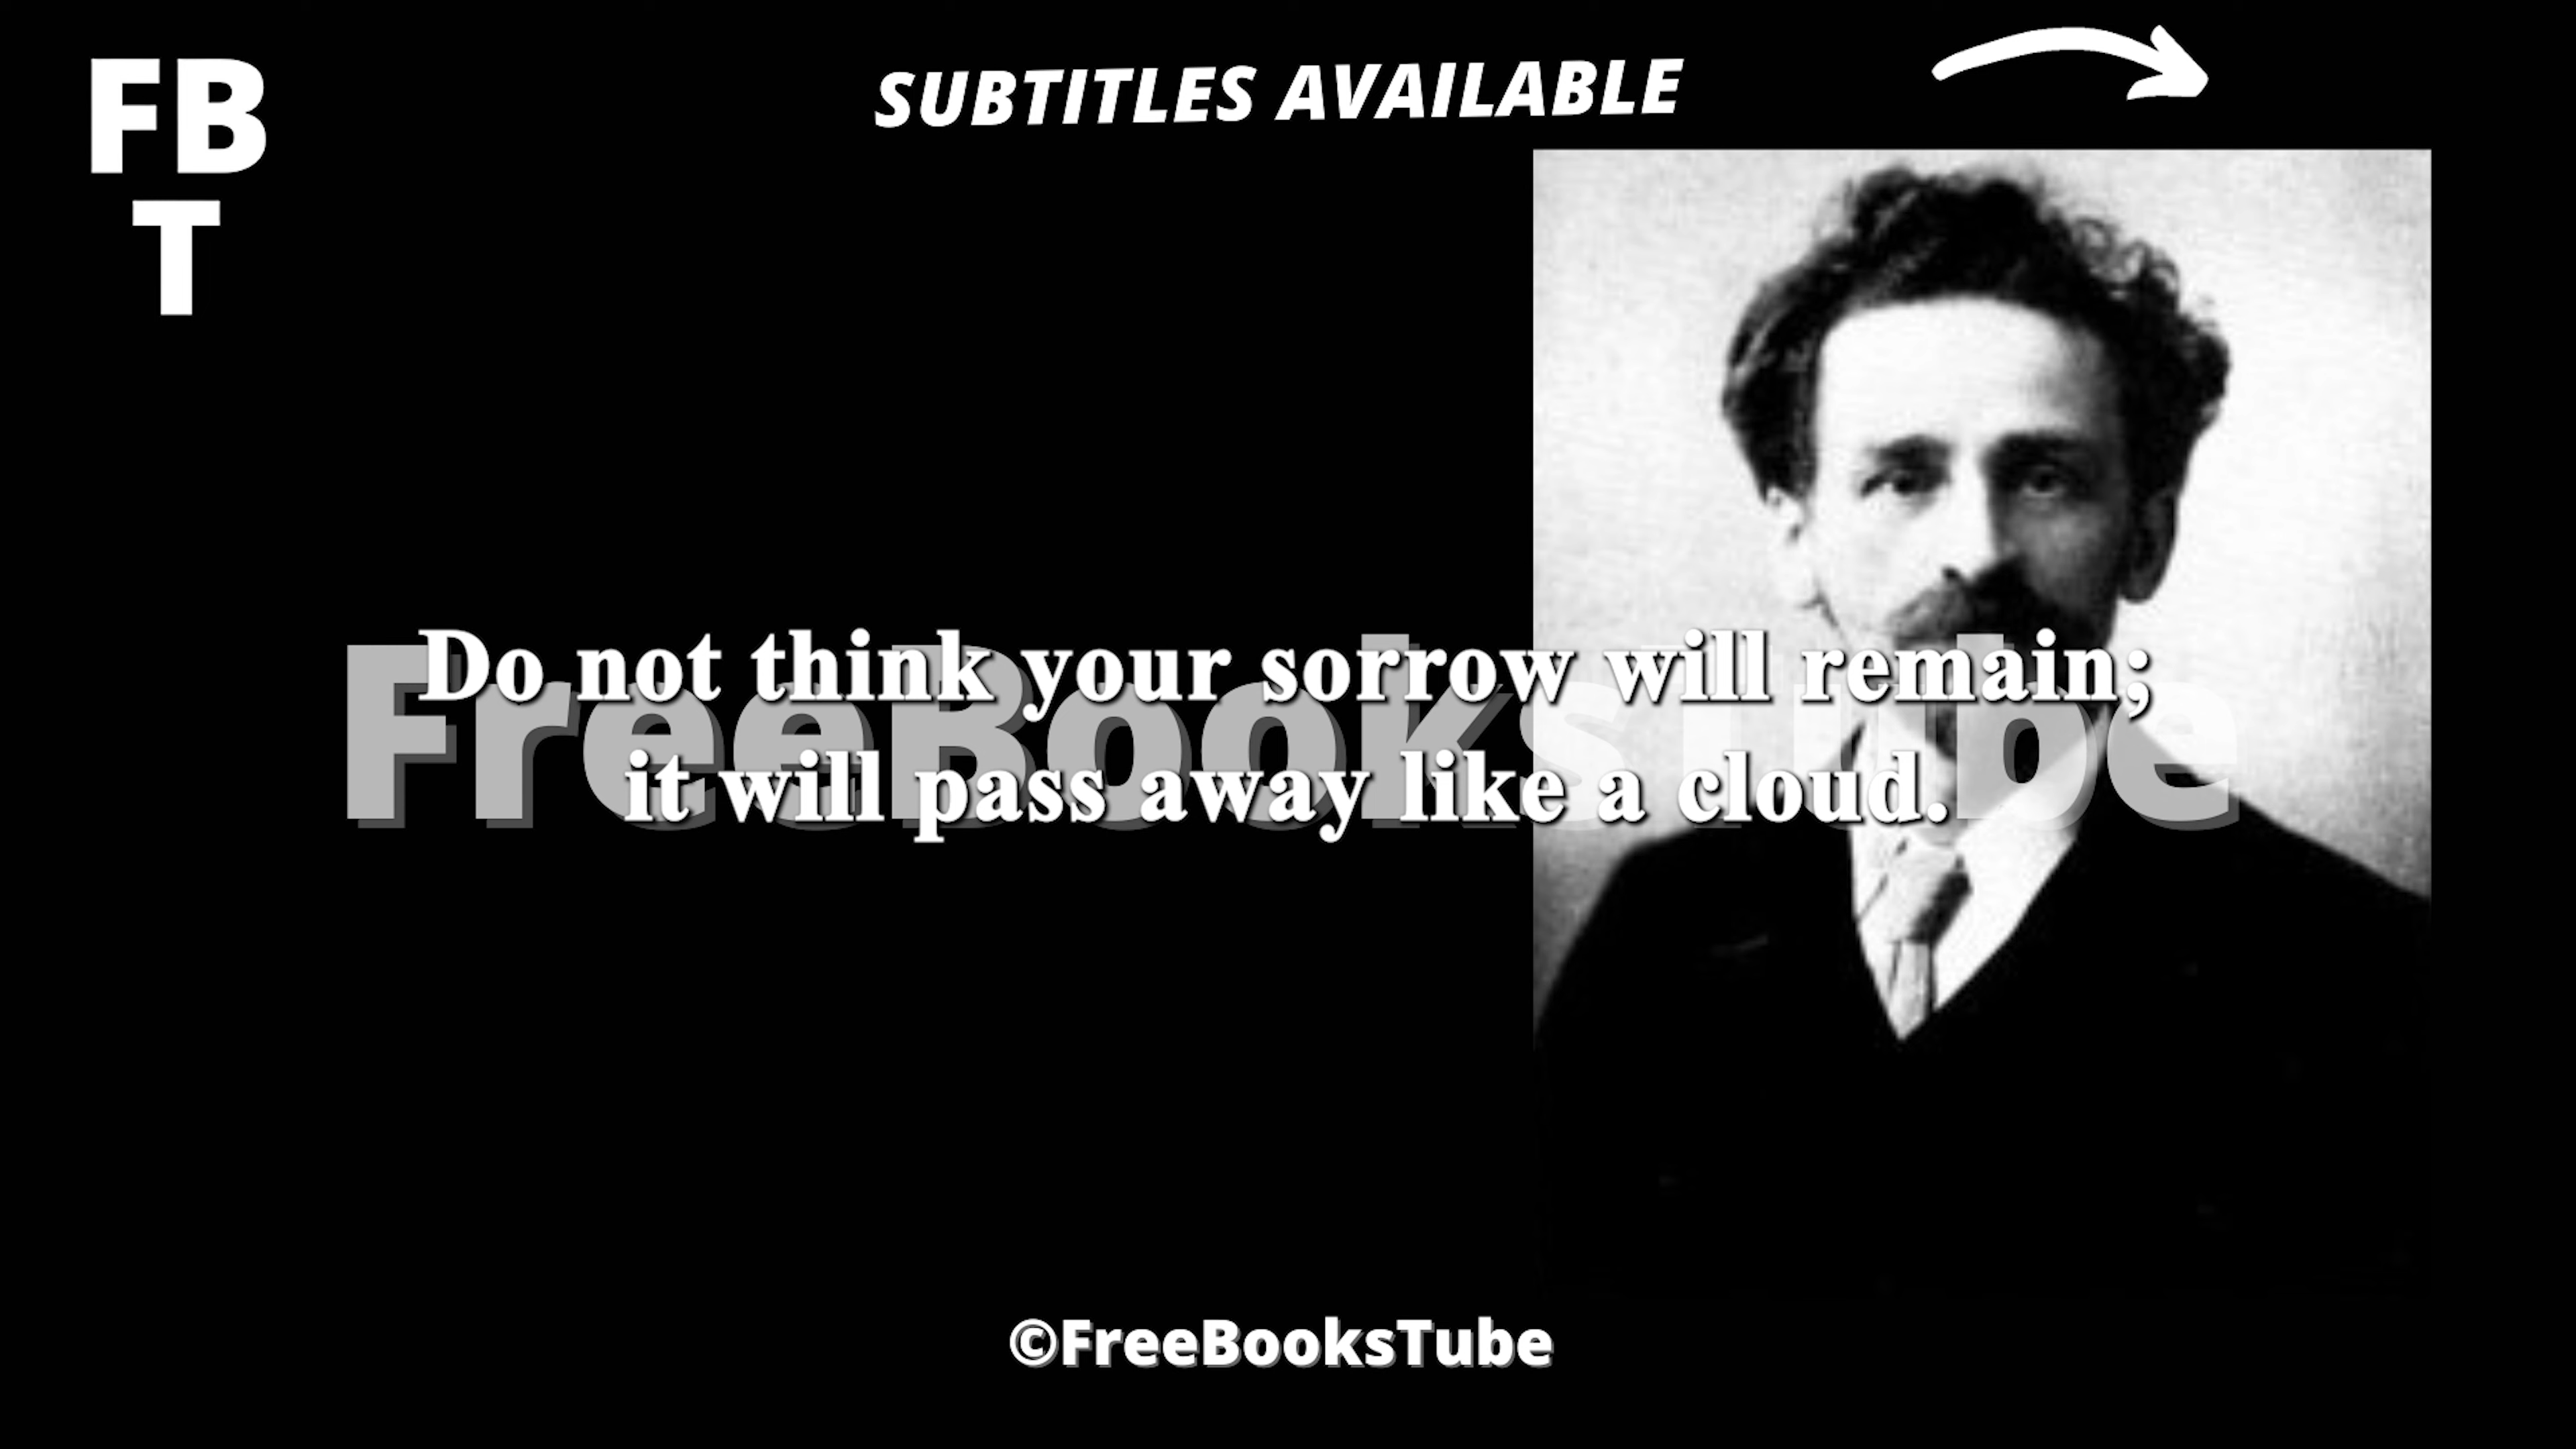 FB
T
SUBTITLES AVAILABLE
Do not think your sorrow will remain;
it will pass away like a cloud.
FreeBooksTube
©FreeBooksTube